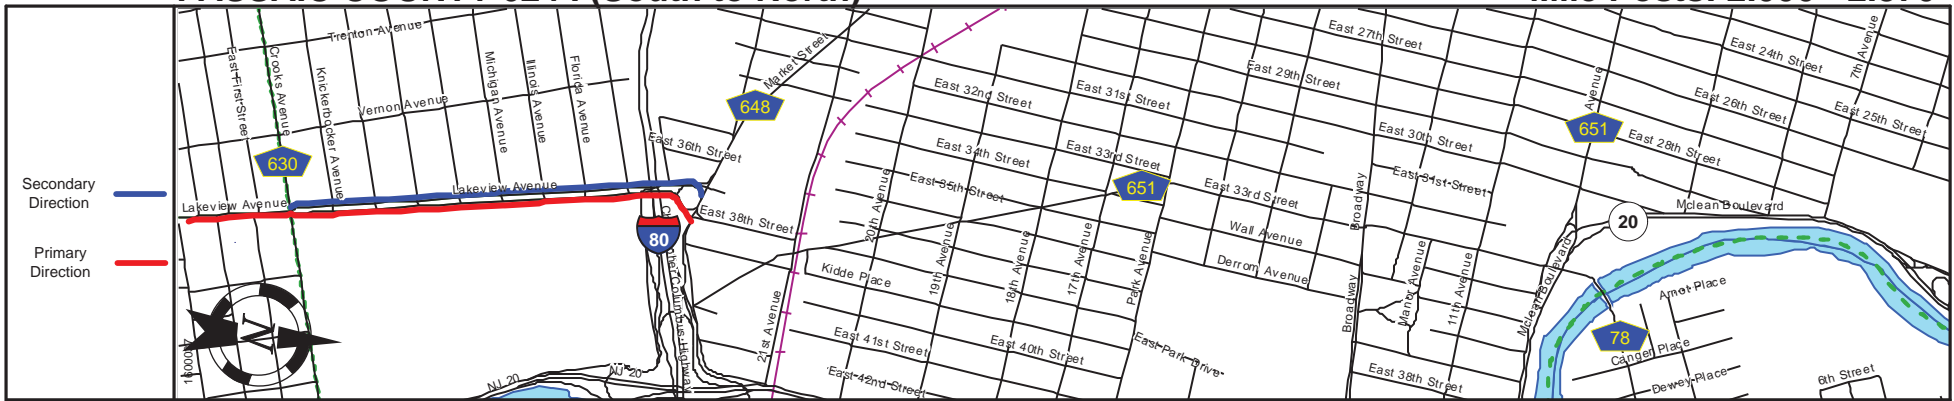 Secondary
Direction
Primary
Direction
Trenton Avenue
East First Street
Crooks Avenue
Knickerbocker Avenue
Vernon Avenue
Michigan Avenue
Illinois Avenue
Florida Avenue
630
Lakeview Avenue
Lakeview Avenue
1600047
N
NJ 20
NJ 20
80
Market Street
648
East 36th Street
East 38th Street
21st Avenue
20th Avenue
19th Avenue
18th Avenue
17th Avenue
Park Avenue
East 32nd Street
East 31st Street
East 34th Street
East 33rd Street
East 35th Street
651
Kidde Place
East 41st Street
East 40th Street
East 42nd Street
East Park Drive
East 27th Street
East 29th Street
East 30th Street
East 31st Street
East 33rd Street
Wall Avenue
Derrom Avenue
Broadway
Broadway
Manor Avenue
11th Avenue
East 38th Street
Avenue
651
East 24th Street
7th Avenue
East 26th Street
East 25th Street
East 28th Street
Mclean Boulevard
Mclean Boulevard
20
Arnot Place
78
Canger Place
Dewey Place
6th Street